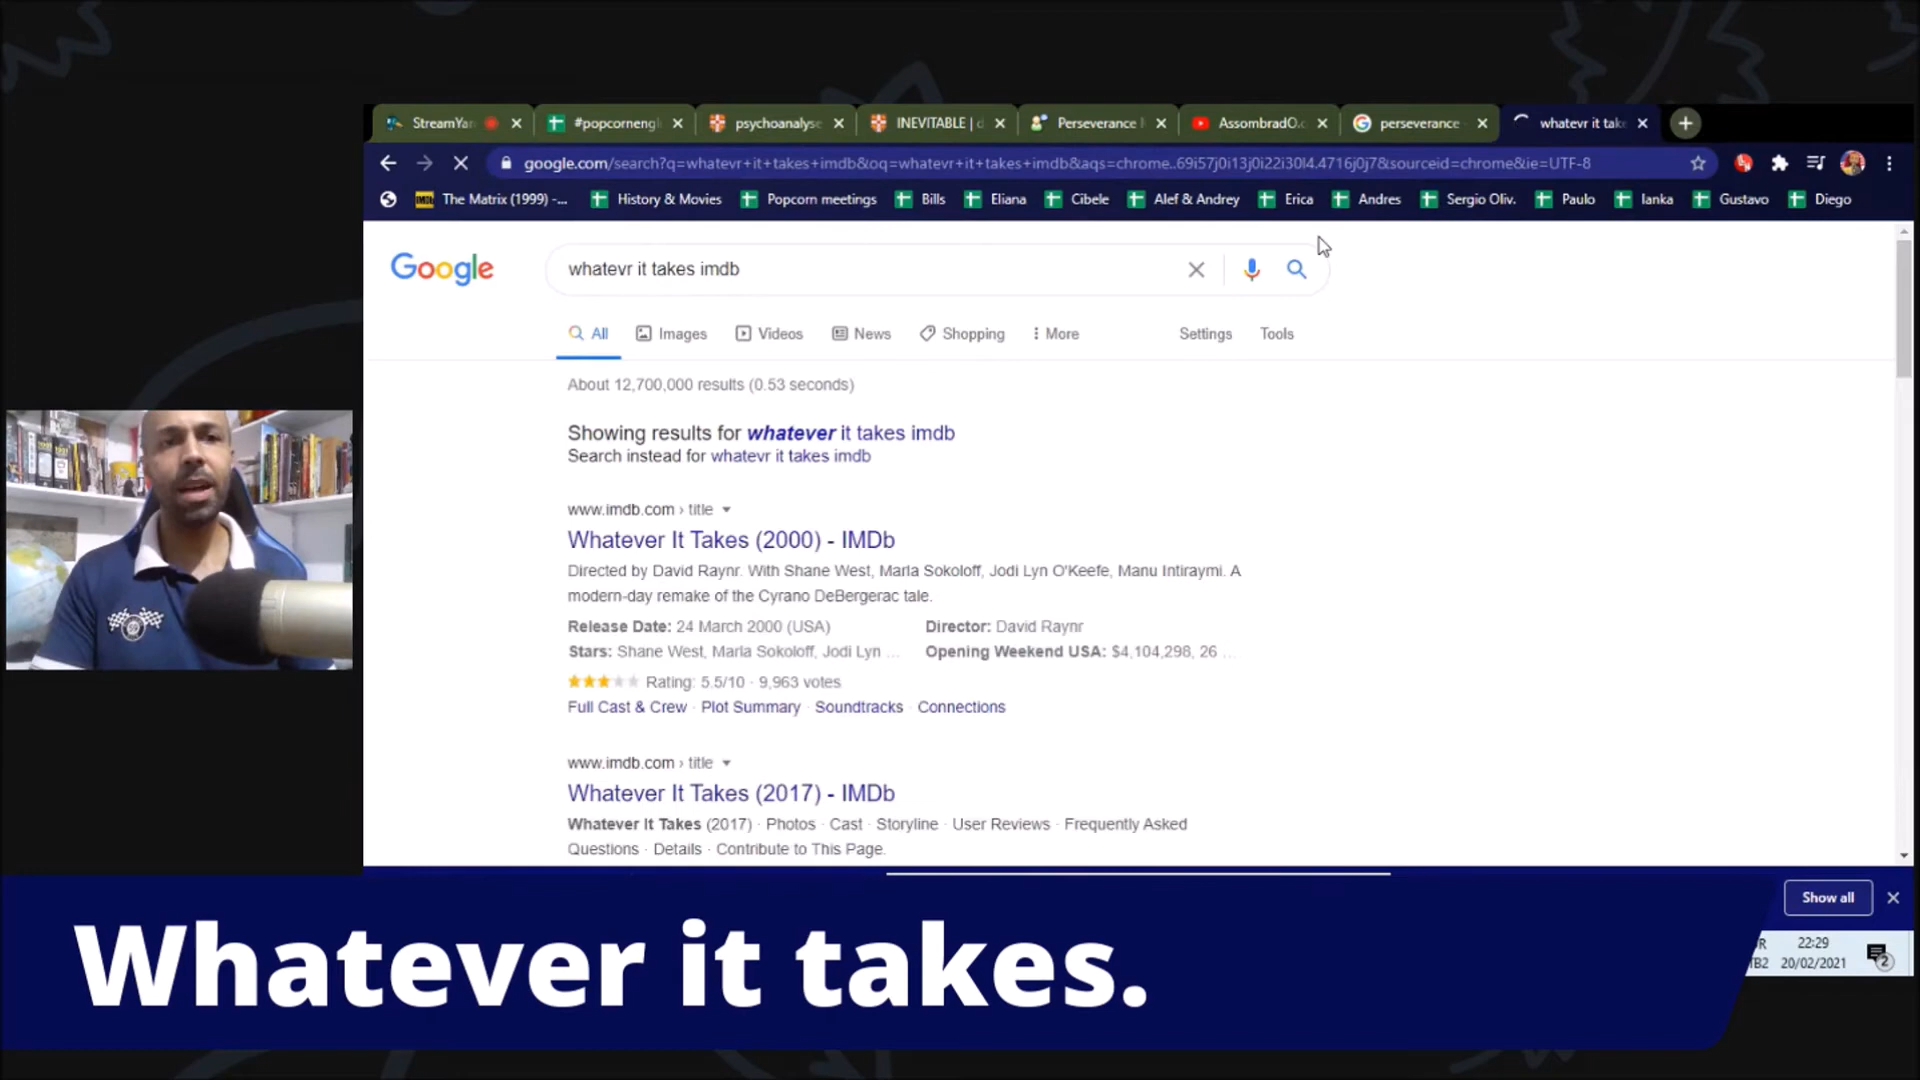 StreamYar
#popcorneng
psychoanalyse
INEVITABLE | d
Perseverance
AssombradO.
perseverance
whatevr it take
google.com/search?q=whatevr+it+takes+imdb&oq=whatevr+it+takes+imdb&aqs=chrome..69i57j0i13j0i22i30l4.4716j0j7&sourceid=chrome&ie=UTF-8
IMDb
The Matrix (1999) -...
History & Movies
Popcorn meetings
Bills
Eliana
Cibele
Alef & Andrey
Erica
Andres
Sergio Oliv.
Paulo
Ianka
Gustavo
Diego
Google
whatevr it takes imdb
All
Images
Videos
News
Shopping
More
Settings
Tools
About 12,700,000 results (0.53 seconds)
Showing results for whatever it takes imdb
Search instead for whatevr it takes imdb
www.imdb.com › title
Whatever It Takes (2000) - IMDb
Directed by David Raynr. With Shane West, Marla Sokoloff, Jodi Lyn O'Keefe, Manu Intiraymi. A
modern-day remake of the Cyrano DeBergerac tale.
Release Date: 24 March 2000 (USA)
Director: David Raynr
Stars: Shane West, Marla Sokoloff, Jodi Lyn ...
Opening Weekend USA: $4,104,298, 26 ...
Rating: 5.5/10 · 9,963 votes
Full Cast & Crew · Plot Summary · Soundtracks · Connections
www.imdb.com › title
Whatever It Takes (2017) - IMDb
Whatever It Takes (2017) · Photos · Cast · Storyline · User Reviews · Frequently Asked
Questions · Details · Contribute to This Page.
Show all
22:29
TB2
20/02/2021
2
Whatever it takes.